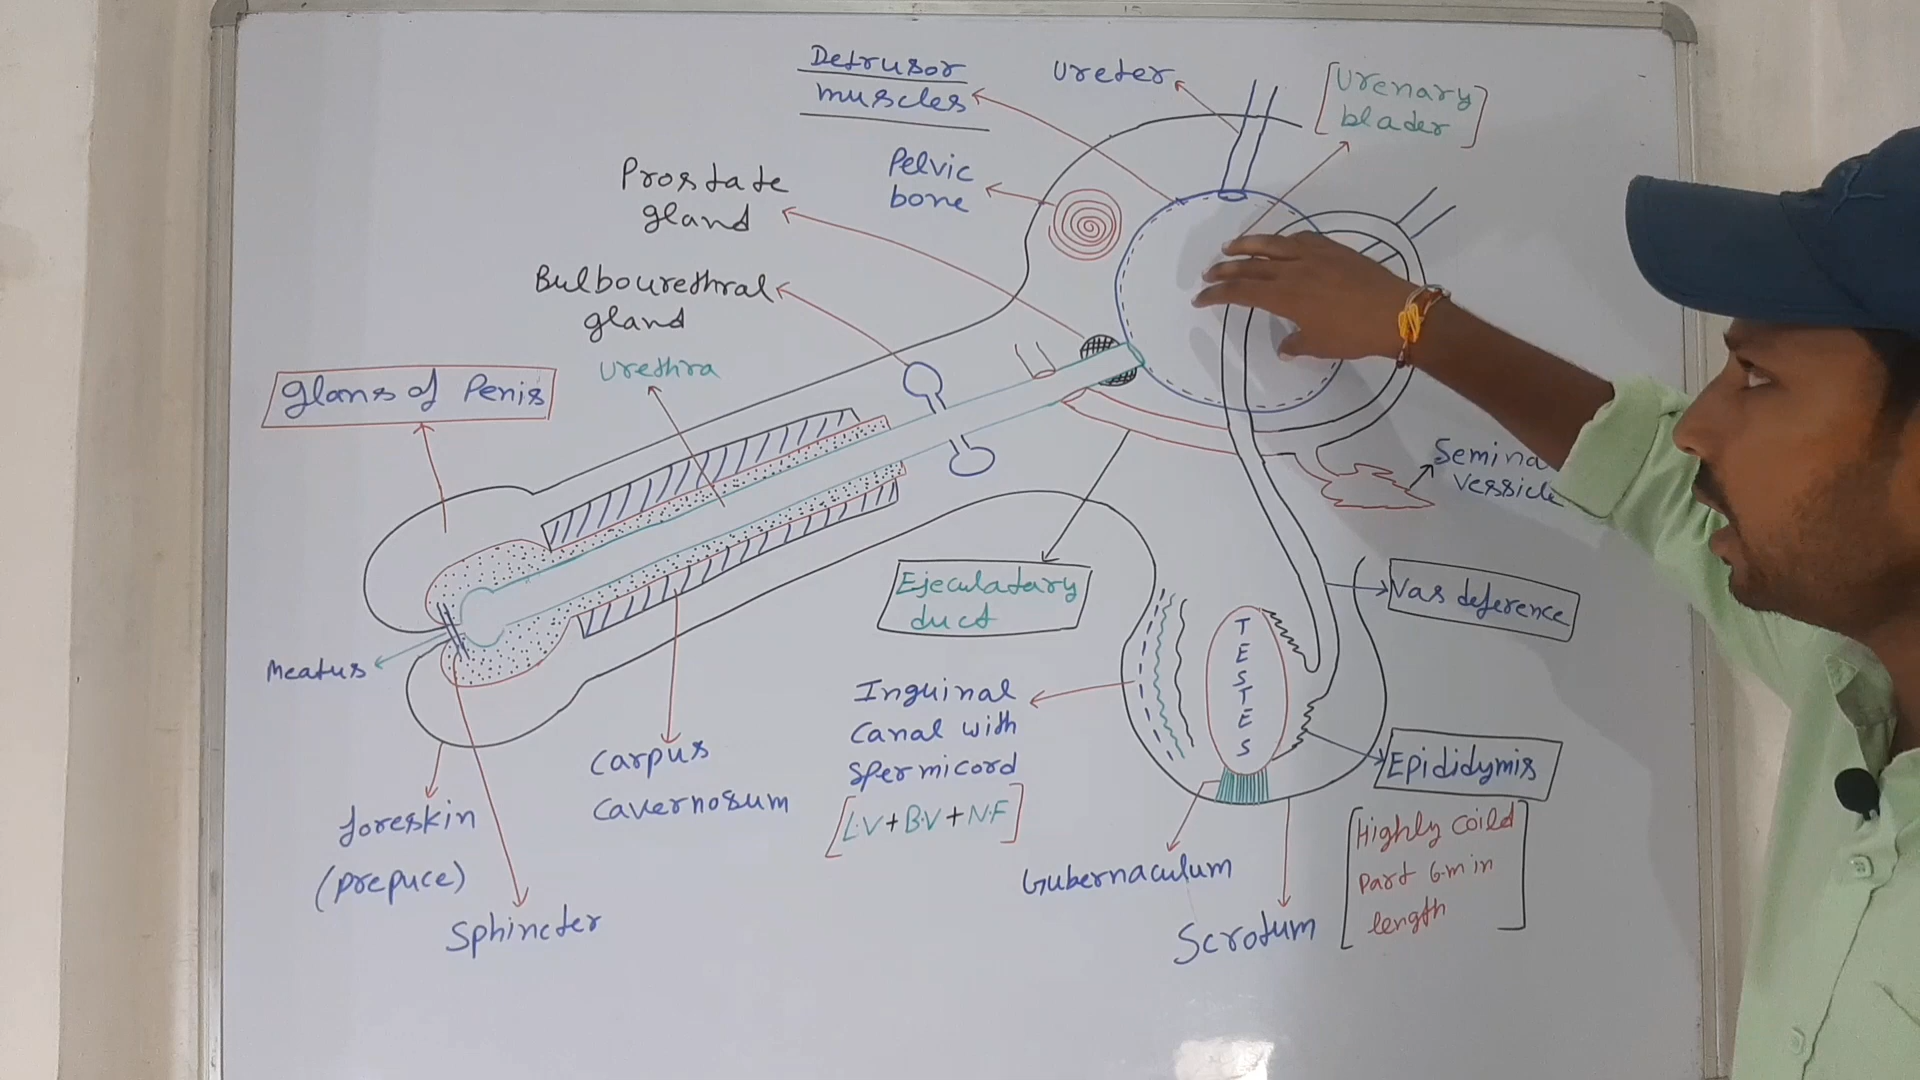 Detrusor
muscles
Ureter
[Urenary
blader]
Pelvic
bone
Prostate
gland
Bulbourethral
gland
Urethra
Glans of Penis
Semina
vessicle
Ejeculatary
duct
Vas deference
TESTES
Meatus
Inguinal
Canal with
spermicord
[L.V+B.V+N.F]
Carpus
cavernosum
Epididymis
[Highly Coild
Part 6.m in
length]
foreskin
(prepuce)
Sphincter
Gubernaculum
Scrotum